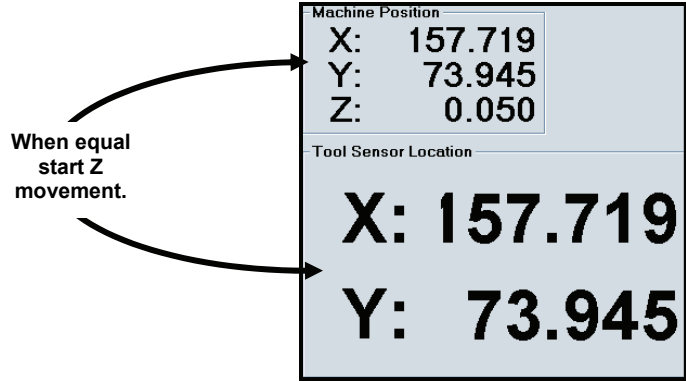 Machine Position
X: 157.719
Y: 73.945
Z: 0.050
When equal
start Z
movement.
Tool Sensor Location
X: 157.719
Y: 73.945